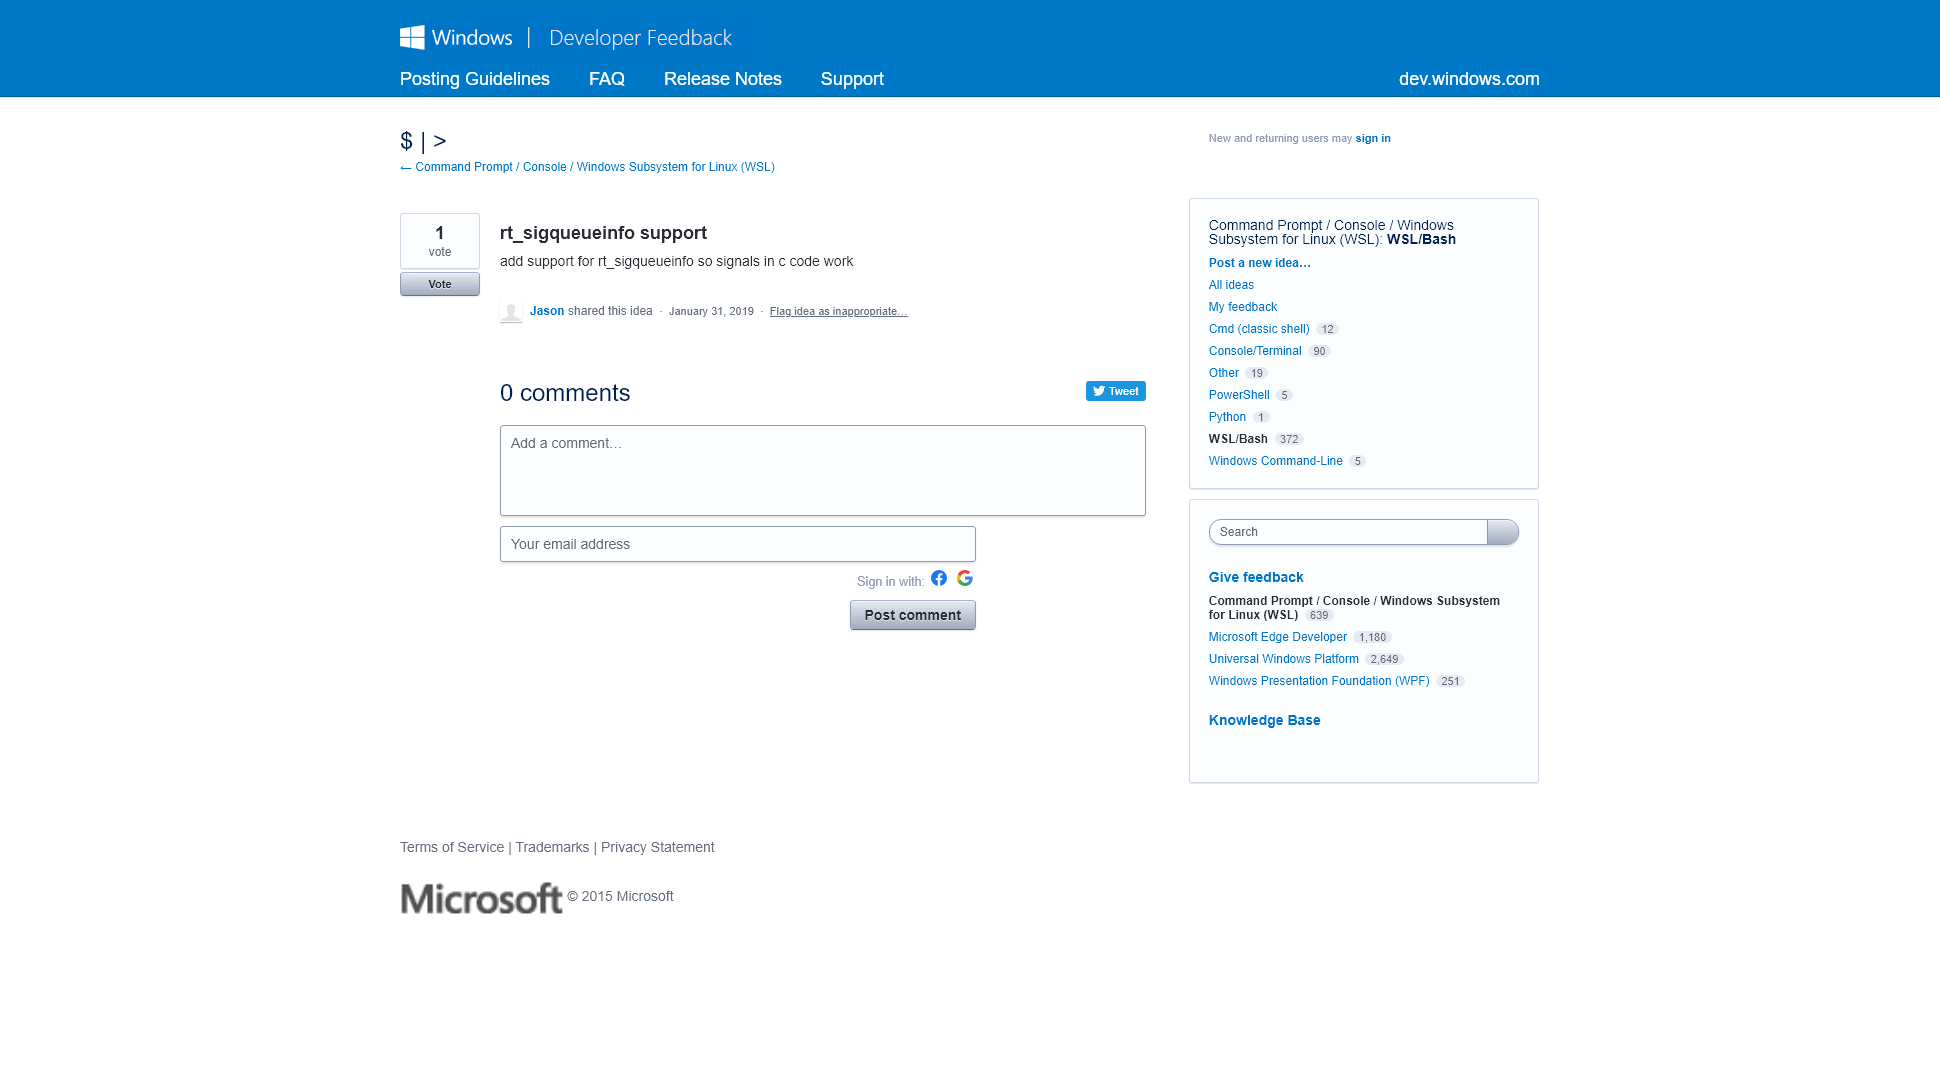 Windows | Developer Feedback
Posting Guidelines FAQ Release Notes Support dev.windows.com
$ | >
← Command Prompt / Console / Windows Subsystem for Linux (WSL)
1
vote
Vote
rt_sigqueueinfo support
add support for rt_sigqueueinfo so signals in c code work
Jason shared this idea · January 31, 2019 · Flag idea as inappropriate…
0 comments
Tweet
Add a comment…
Your email address
Sign in with:
Post comment
New and returning users may sign in
Command Prompt / Console / Windows
Subsystem for Linux (WSL): WSL/Bash
Post a new idea…
All ideas
My feedback
Cmd (classic shell) 12
Console/Terminal 90
Other 19
PowerShell 5
Python 1
WSL/Bash 372
Windows Command-Line 5
Search
Give feedback
Command Prompt / Console / Windows Subsystem
for Linux (WSL) 639
Microsoft Edge Developer 1,180
Universal Windows Platform 2,649
Windows Presentation Foundation (WPF) 251
Knowledge Base
Terms of Service | Trademarks | Privacy Statement
Microsoft © 2015 Microsoft